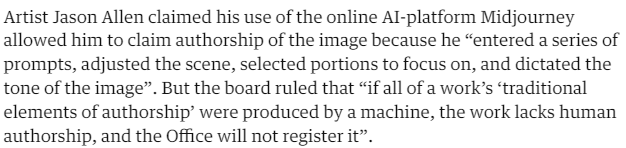 Artist Jason Allen claimed his use of the online AI-platform Midjourney
allowed him to claim authorship of the image because he “entered a series of
prompts, adjusted the scene, selected portions to focus on, and dictated the
tone of the image”. But the board ruled that “if all of a work’s ‘traditional
elements of authorship’ were produced by a machine, the work lacks human
authorship, and the Office will not register it”.